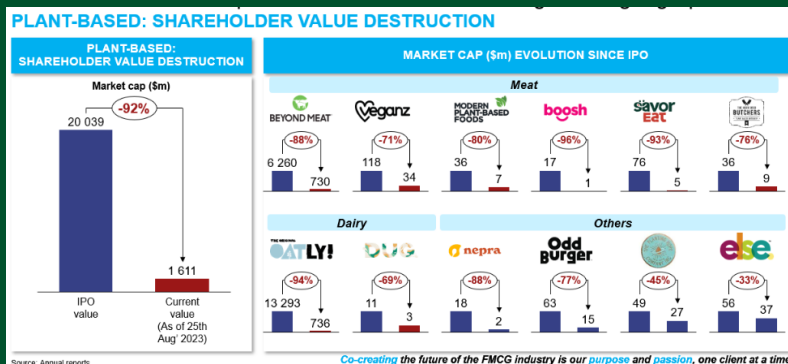 PLANT-BASED: SHAREHOLDER VALUE DESTRUCTION
PLANT-BASED:
SHAREHOLDER VALUE DESTRUCTION
Market cap ($m)
-92%
20 039
1 611
IPO
value
Current
value
(As of 25th
Aug' 2023)
MARKET CAP ($m) EVOLUTION SINCE IPO
Meat
BEYOND MEAT
-88%
6 260
730
Veganz
-71%
118
34
MODERN
PLANT-BASED
FOODS
-80%
36
7
boosh
-96%
17
1
savor
Eat
-93%
76
5
BUTCHERS
-76%
36
9
Dairy
THE ORIGINAL
OATLY!
-94%
13 293
736
DUG
-69%
11
3
Others
nepra
-88%
18
2
Odd
Burger
-77%
63
15
-45%
49
27
else
-33%
56
37
Source: Annual reports
Co-creating the future of the FMCG industry is our purpose and passion, one client at a time